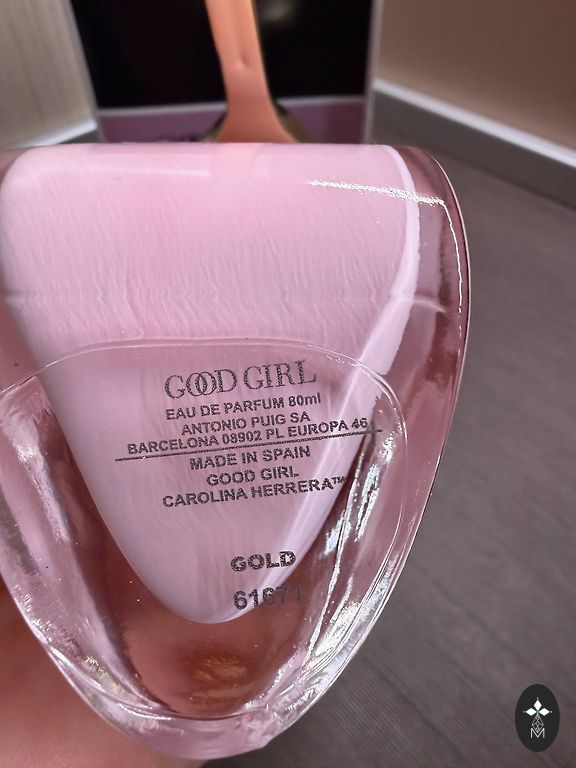 GOOD GIRL
EAU DE PARFUM 80ml
ANTONIO PUIG SA
BARCELONA 08902 PL EUROPA 46
MADE IN SPAIN
GOOD GIRL
CAROLINA HERRERA™
GOLD
61671
M